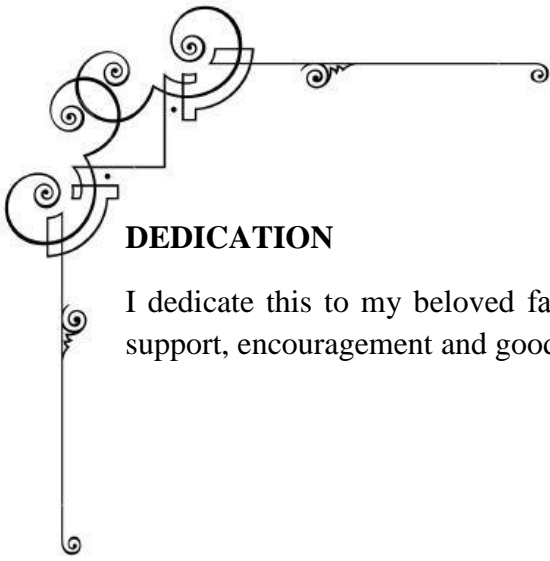 DEDICATION
I dedicate this to my beloved fa
support, encouragement and good